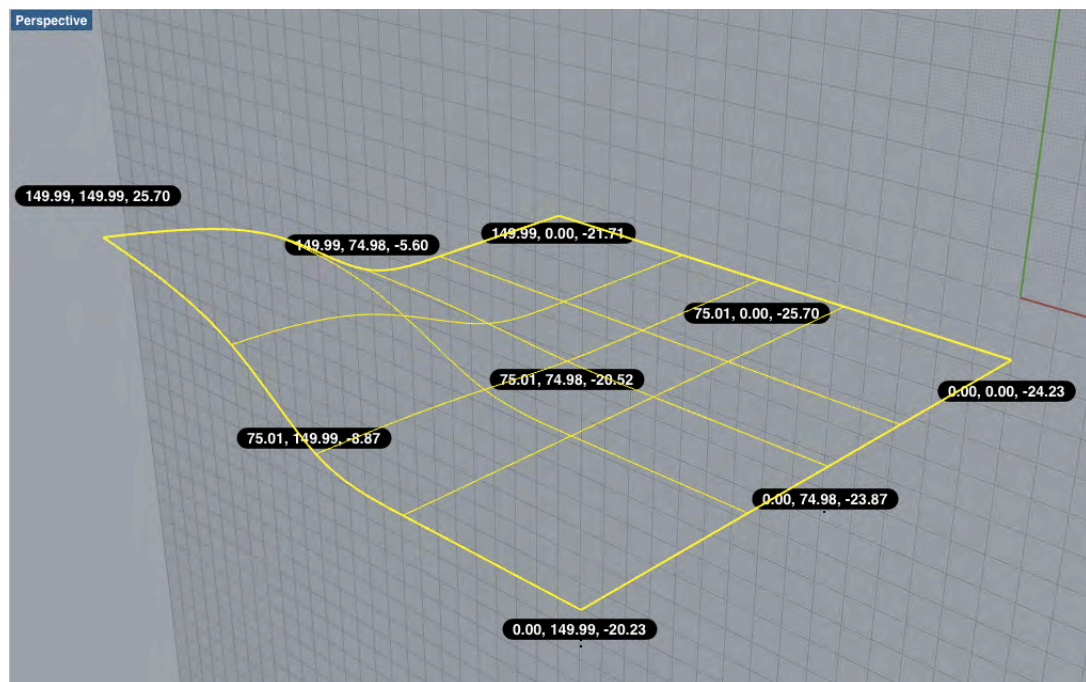 Perspective
149.99, 149.99, 25.70
149.99, 0.00, -21.71
149.99, 74.98, -5.60
75.01, 0.00, -25.70
75.01, 74.98, -20.52
0.00, 0.00, -24.23
75.01, 149.99, -8.87
0.00, 74.98, -23.87
0.00, 149.99, -20.23